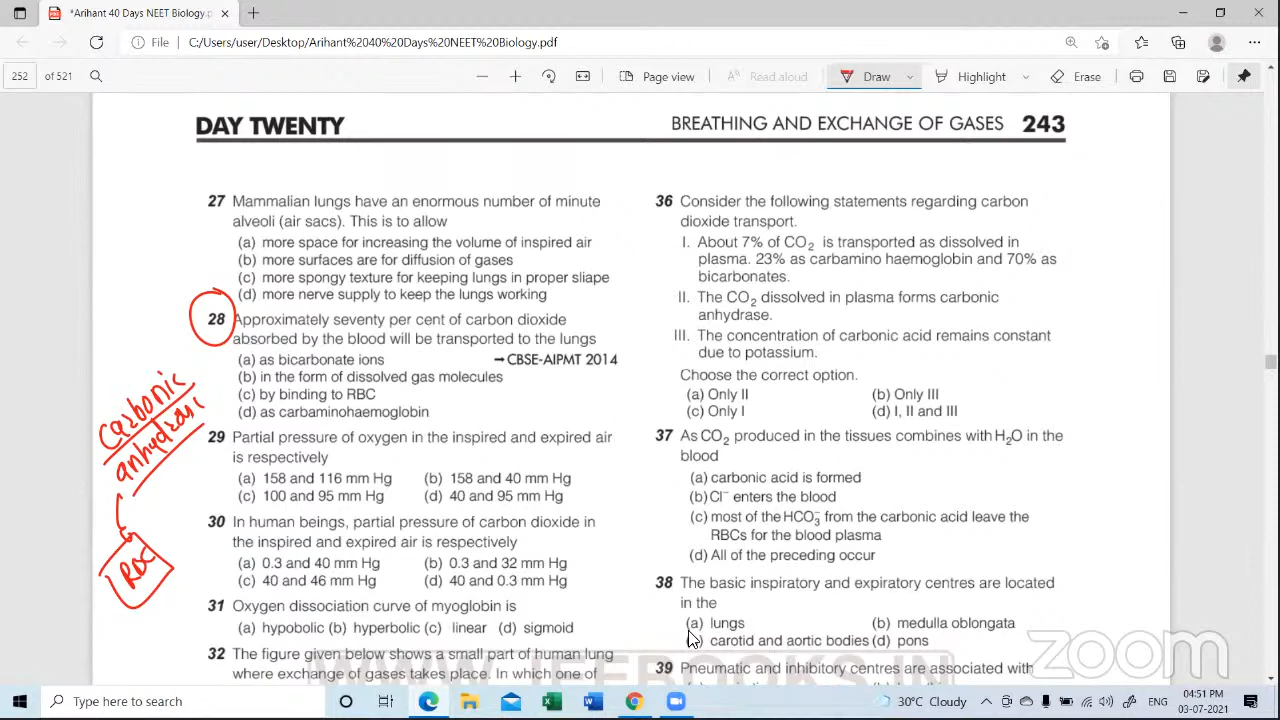 *Arihant 40 Days NEET Biology.p
File
C:/Users/user/Desktop/Arihant%2040%20Days%20NEET%20Biology.pdf
252 of 521
Page view
Read aloud
Draw
Highlight
Erase
DAY TWENTY
BREATHING AND EXCHANGE OF GASES 243
27 Mammalian lungs have an enormous number of minute
alveoli (air sacs). This is to allow
(a) more space for increasing the volume of inspired air
(b) more surfaces are for diffusion of gases
(c) more spongy texture for keeping lungs in proper sliape
(d) more nerve supply to keep the lungs working
28 Approximately seventy per cent of carbon dioxide
absorbed by the blood will be transported to the lungs
(a) as bicarbonate ions → CBSE-AIPMT 2014
(b) in the form of dissolved gas molecules
(c) by binding to RBC
(d) as carbaminohaemoglobin
29 Partial pressure of oxygen in the inspired and expired air
is respectively
(a) 158 and 116 mm Hg (b) 158 and 40 mm Hg
(c) 100 and 95 mm Hg (d) 40 and 95 mm Hg
30 In human beings, partial pressure of carbon dioxide in
the inspired and expired air is respectively
(a) 0.3 and 40 mm Hg (b) 0.3 and 32 mm Hg
(c) 40 and 46 mm Hg (d) 40 and 0.3 mm Hg
31 Oxygen dissociation curve of myoglobin is
(a) hypobolic (b) hyperbolic (c) linear (d) sigmoid
32 The figure given below shows a small part of human lung
where exchange of gases takes place. In which one of
Carbonic
anhydrase
RBC
36 Consider the following statements regarding carbon
dioxide transport.
I. About 7% of CO₂ is transported as dissolved in
plasma. 23% as carbamino haemoglobin and 70% as
bicarbonates.
II. The CO₂ dissolved in plasma forms carbonic
anhydrase.
III. The concentration of carbonic acid remains constant
due to potassium.
Choose the correct option.
(a) Only II (b) Only III
(c) Only I (d) I, II and III
37 As CO₂ produced in the tissues combines with H₂O in the
blood
(a) carbonic acid is formed
(b) Cl⁻ enters the blood
(c) most of the HCO₃⁻ from the carbonic acid leave the
RBCs for the blood plasma
(d) All of the preceding occur
38 The basic inspiratory and expiratory centres are located
in the
(a) lungs (b) medulla oblongata
carotid and aortic bodies (d) pons
39 Pneumatic and inhibitory centres are associated with
WWW.JEEBOOKS.IN
zoom
Type here to search
30°C Cloudy
ENG
04:51 PM
03-07-2021